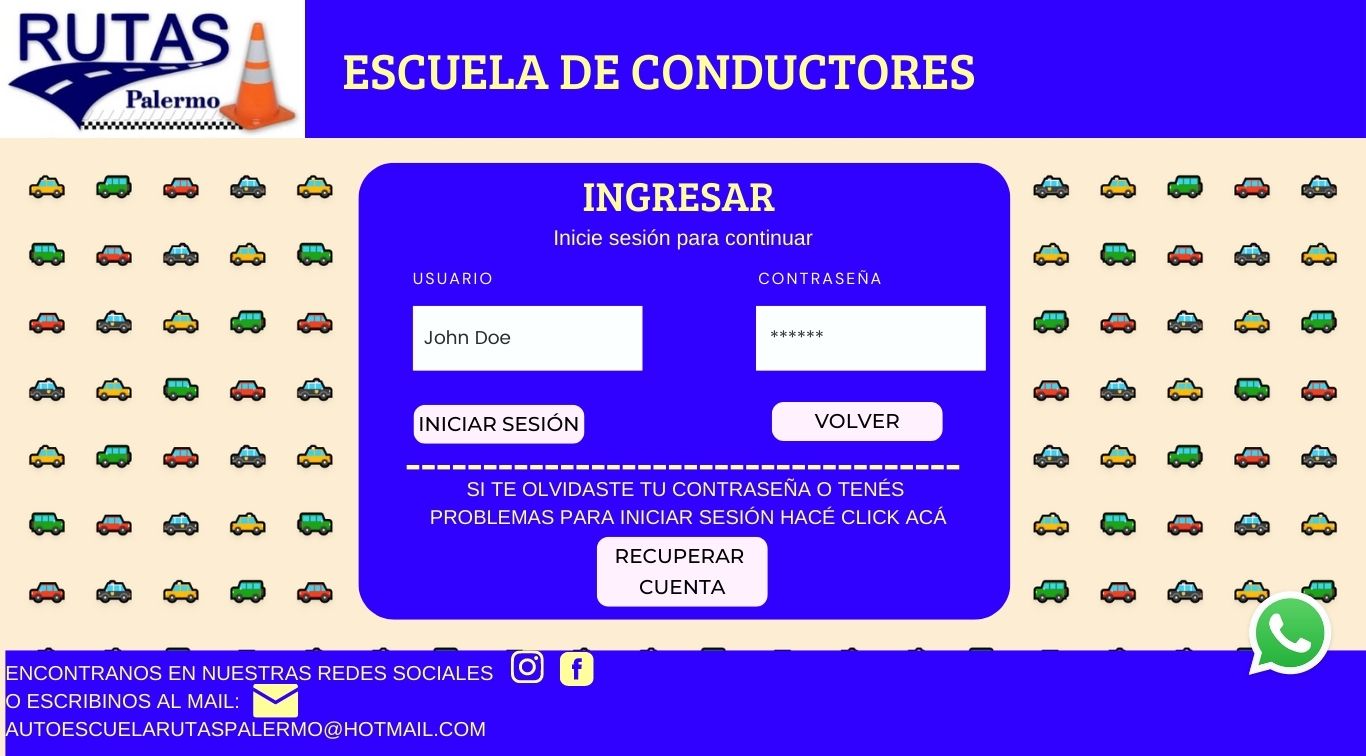 RUTAS
Palermo
ESCUELA DE CONDUCTORES
INGRESAR
Inicie sesión para continuar
USUARIO
CONTRASEÑA
John Doe
******
INICIAR SESIÓN
VOLVER
SI TE OLVIDASTE TU CONTRASEÑA O TENÉS
PROBLEMAS PARA INICIAR SESIÓN HACÉ CLICK ACÁ
RECUPERAR
CUENTA
ENCONTRANOS EN NUESTRAS REDES SOCIALES
O ESCRIBINOS AL MAIL:
AUTOESCUELARUTASPALERMO@HOTMAIL.COM